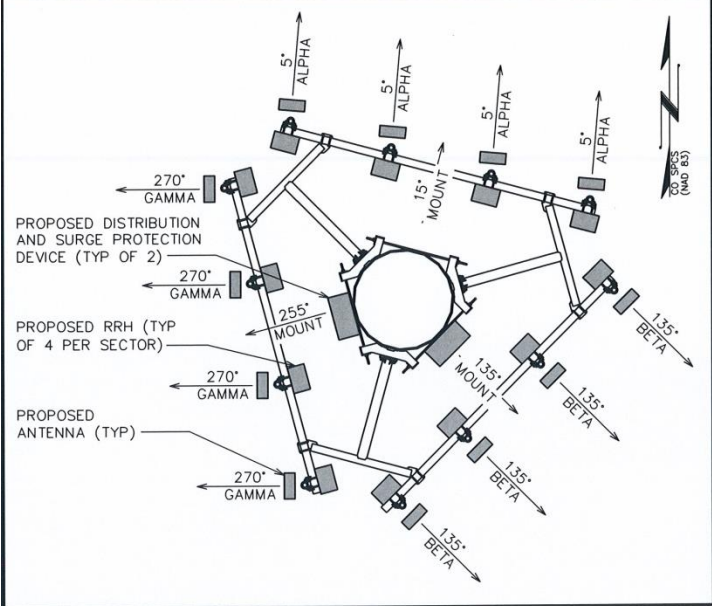 5°
ALPHA
5°
ALPHA
5°
ALPHA
5°
ALPHA
CO SPCS
(NAD 83)
15°
MOUNT
270°
GAMMA
PROPOSED DISTRIBUTION
AND SURGE PROTECTION
DEVICE (TYP OF 2)
270°
GAMMA
255°
MOUNT
PROPOSED RRH (TYP
OF 4 PER SECTOR)
270°
GAMMA
PROPOSED
ANTENNA (TYP)
270°
GAMMA
135°
MOUNT
135°
BETA
135°
BETA
135°
BETA
135°
BETA